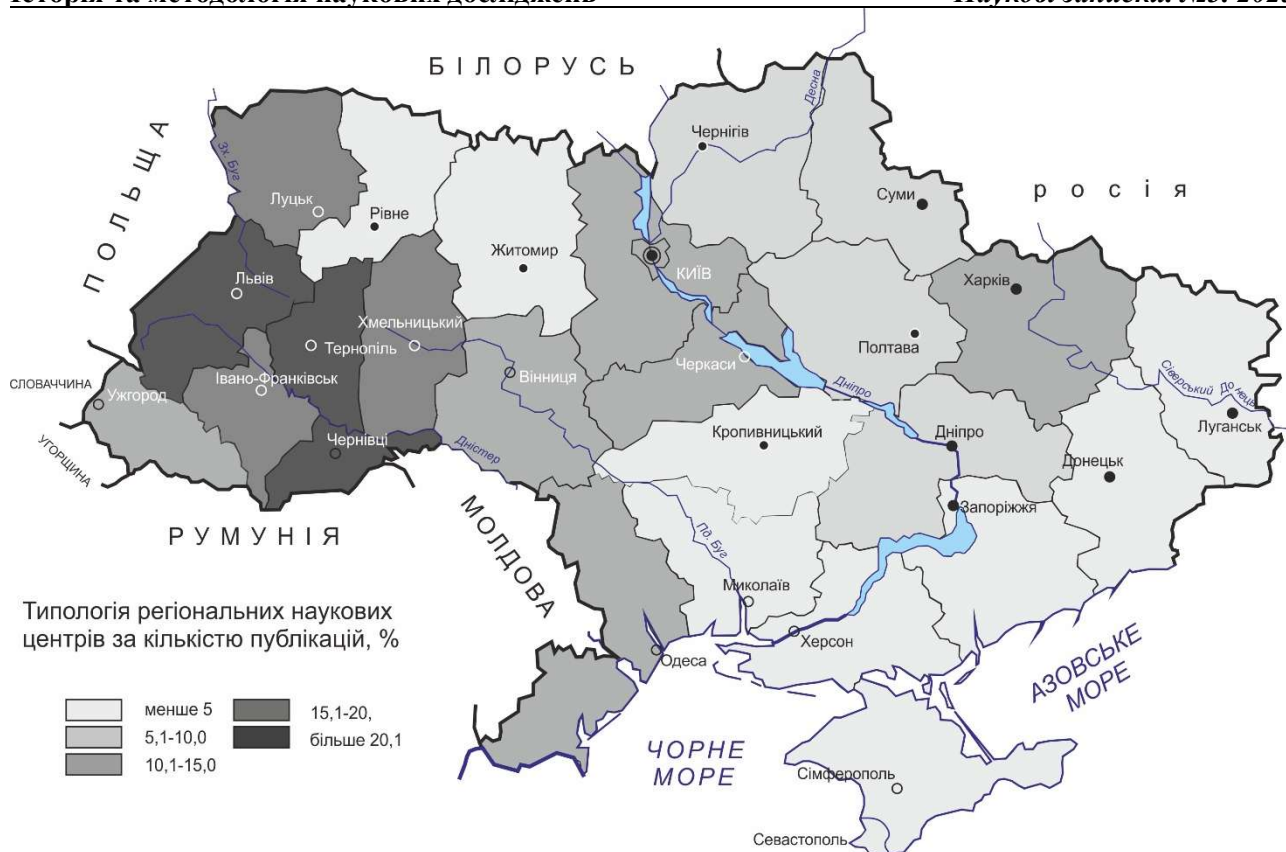 Історія та методологія наукових досліджень
Наукові записки. №3.
БІЛОРУСЬ
ПОЛЬЩА
росія
Десна
Чернігів
Зх. Буг
Луцьк
Рівне
Суми
Житомир
КИЇВ
Львів
Харків
Хмельницький
Тернопіль
Полтава
Івано-Франківськ
Вінниця
Черкаси
СЛОВАЧЧИНА
Ужгород
Дніпро
Сіверський Донець
Луганськ
УГОРЩИНА
Чернівці
Дністер
Кропивницький
Дніпро
Донецьк
РУМУНІЯ
МОЛДОВА
Запоріжжя
Пд. Буг
Миколаїв
Херсон
Одеса
Типологія регіональних наукових
центрів за кількістю публікацій, %
менше 5
5,1-10,0
10,1-15,0
15,1-20,
більше 20,1
АЗОВСЬКЕ
МОРЕ
ЧОРНЕ
МОРЕ
Сімферополь
Севастополь